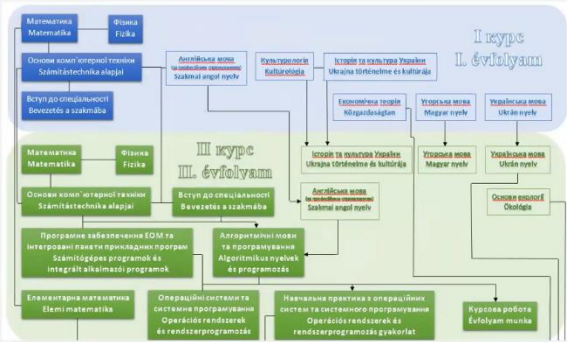 I курс
I. évfolyam
Математика
Matematika
Фізика
Fizika
Основи комп`ютерної техніки
Számítástechnika alapjai
Вступ до спеціальності
Bevezetés a szakmába
Англійська мова
Szakmai angol nyelv
Культурологія
Kultúrológia
Історія та культура України
Ukrajna történelme és kultúrája
Економічна теорія
Közgazdaságtan
Угорська мова
Magyar nyelv
Українська мова
Ukrán nyelv
II курс
II. évfolyam
Математика
Matematika
Фізика
Fizika
Історія та культура України
Ukrajna történelme és kultúrája
Угорська мова
Magyar nyelv
Українська мова
Ukrán nyelv
Основи комп`ютерної техніки
Számítástechnika alapjai
Вступ до спеціальності
Bevezetés a szakmába
Англійська мова
Szakmai angol nyelv
Основи екології
Ökológia
Програмне забезпечення ЕОМ та
інтегровані пакети прикладних програм
Számítógépes programok és
integrált alkalmazói programok
Алгоритмічні мови
та програмування
Algoritmikus nyelvek
és programozás
Елементарна математика
Elemi matematika
Операційні системи та
системне програмування
Operációs rendszerek
és rendszerprogramozás
Навчальна практика з операційних
систем та системного програмування
Operációs rendszerek és
rendszerprogramozás gyakorlat
Курсова робота
Évfolyam munka